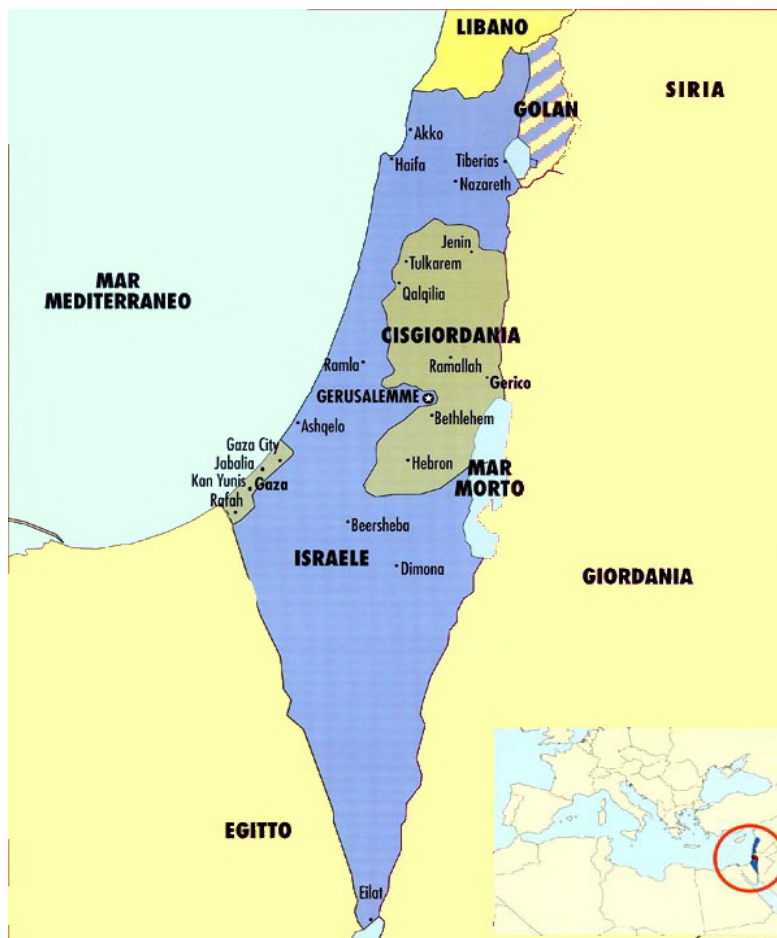 LIBANO
SIRIA
GOLAN
Akko
Haifa
Tiberias
Nazareth
Jenin
Tulkarem
Qalqilia
MAR
MEDITERRANEO
CISGIORDANIA
Ramla
Ramallah
Gerico
GERUSALEMME
Bethlehem
Ashqelo
Gaza City
Jabalia
Kan Yunis
Gaza
Rafah
Hebron
MAR
MORTO
Beersheba
ISRAELE
Dimona
GIORDANIA
EGITTO
Eilat